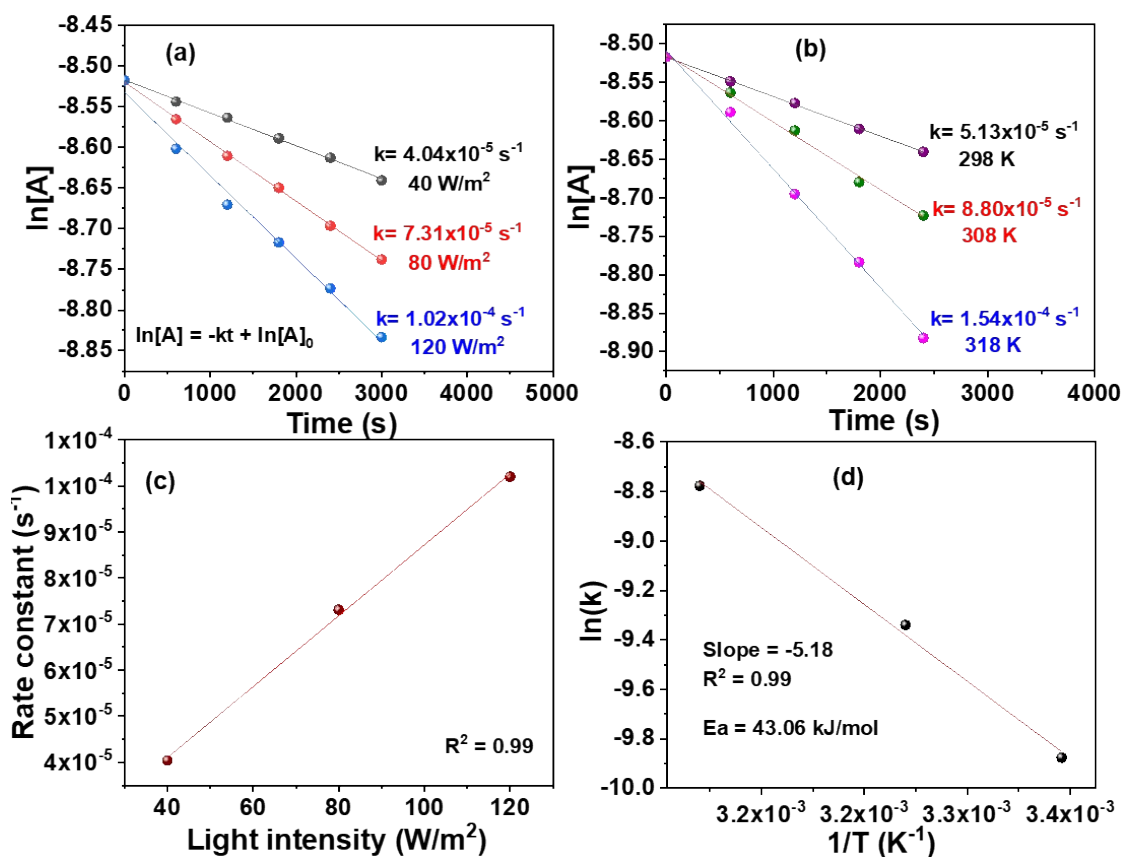 (a)
ln[A]
-8.45
-8.50
-8.55
-8.60
-8.65
-8.70
-8.75
-8.80
-8.85
k= 4.04x10⁻⁵ s⁻¹
40 W/m²
k= 7.31x10⁻⁵ s⁻¹
80 W/m²
k= 1.02x10⁻⁴ s⁻¹
120 W/m²
ln[A] = -kt + ln[A]₀
0 1000 2000 3000 4000 5000
Time (s)
(b)
ln[A]
-8.50
-8.55
-8.60
-8.65
-8.70
-8.75
-8.80
-8.85
-8.90
k= 5.13x10⁻⁵ s⁻¹
298 K
k= 8.80x10⁻⁵ s⁻¹
308 K
k= 1.54x10⁻⁴ s⁻¹
318 K
0 1000 2000 3000 4000
Time (s)
(c)
Rate constant (s⁻¹)
1x10⁻⁴
1x10⁻⁴
9x10⁻⁵
8x10⁻⁵
7x10⁻⁵
6x10⁻⁵
5x10⁻⁵
4x10⁻⁵
R² = 0.99
40 60 80 100 120
Light intensity (W/m²)
(d)
ln(k)
-8.6
-8.8
-9.0
-9.2
-9.4
-9.6
-9.8
-10.0
Slope = -5.18
R² = 0.99
Ea = 43.06 kJ/mol
3.2x10⁻³ 3.2x10⁻³ 3.3x10⁻³ 3.4x10⁻³
1/T (K⁻¹)